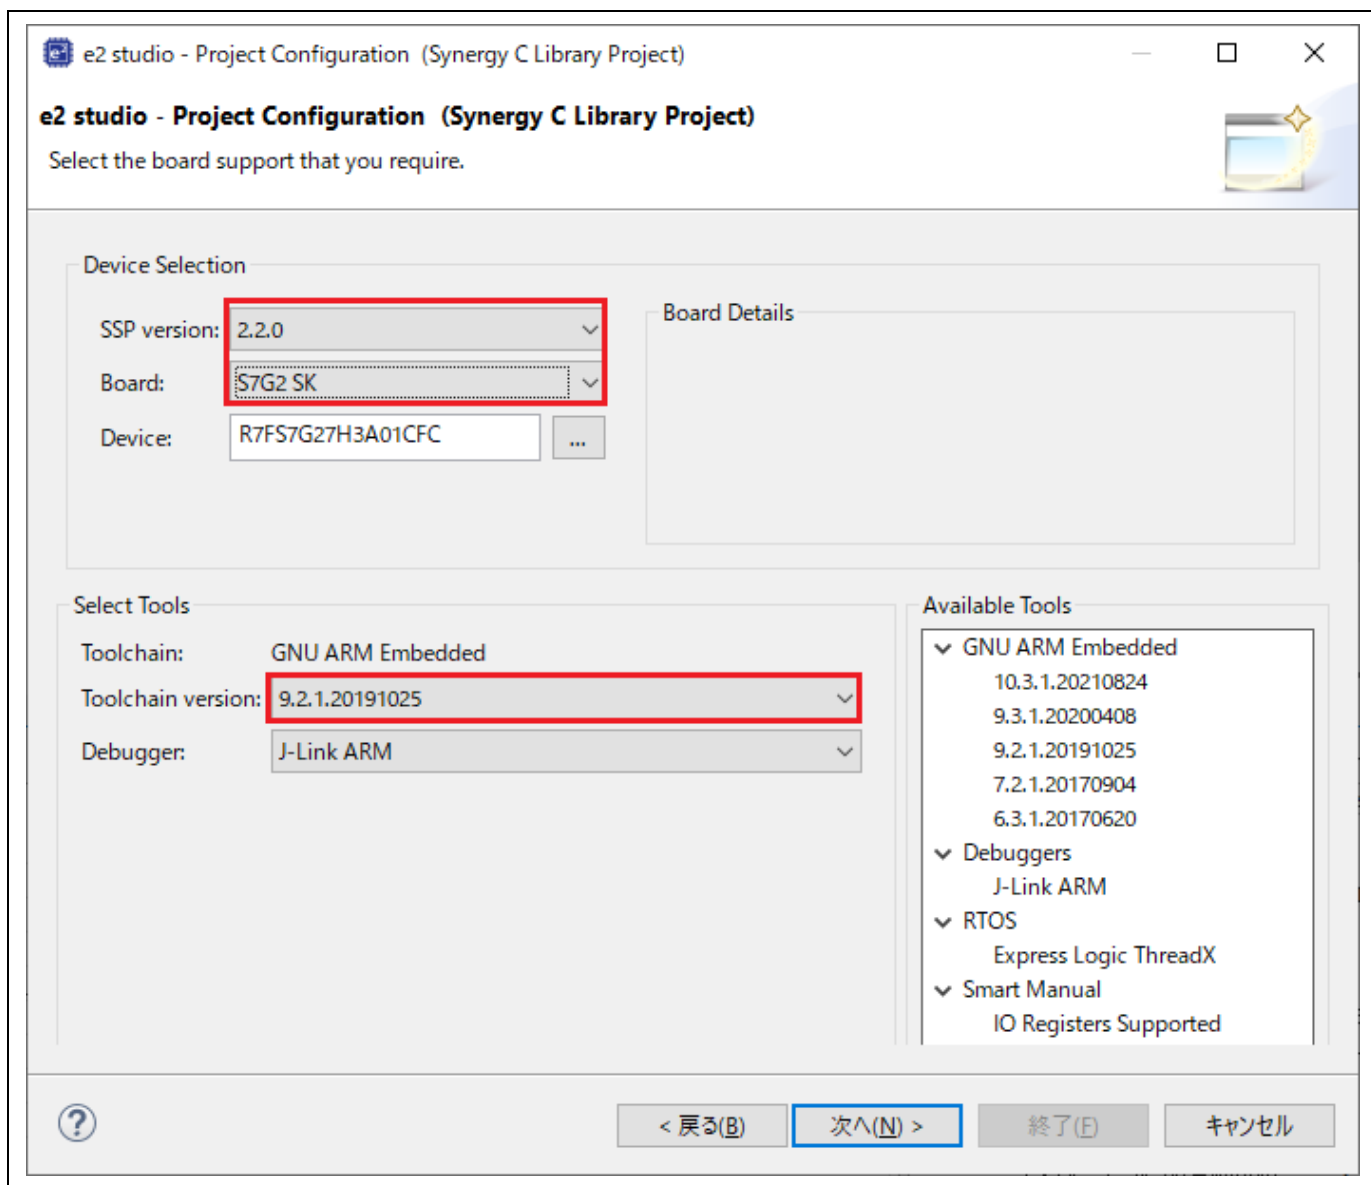 e2 studio - Project Configuration (Synergy C Library Project)
e2 studio - Project Configuration (Synergy C Library Project)
Select the board support that you require.
Device Selection
SSP version: 2.2.0
Board: S7G2 SK
Device: R7FS7G27H3A01CFC ...
Board Details
Select Tools
Toolchain: GNU ARM Embedded
Toolchain version: 9.2.1.20191025
Debugger: J-Link ARM
Available Tools
GNU ARM Embedded
10.3.1.20210824
9.3.1.20200408
9.2.1.20191025
7.2.1.20170904
6.3.1.20170620
Debuggers
J-Link ARM
RTOS
Express Logic ThreadX
Smart Manual
IO Registers Supported
< 戻る(B) 次へ(N) > 終了(F) キャンセル